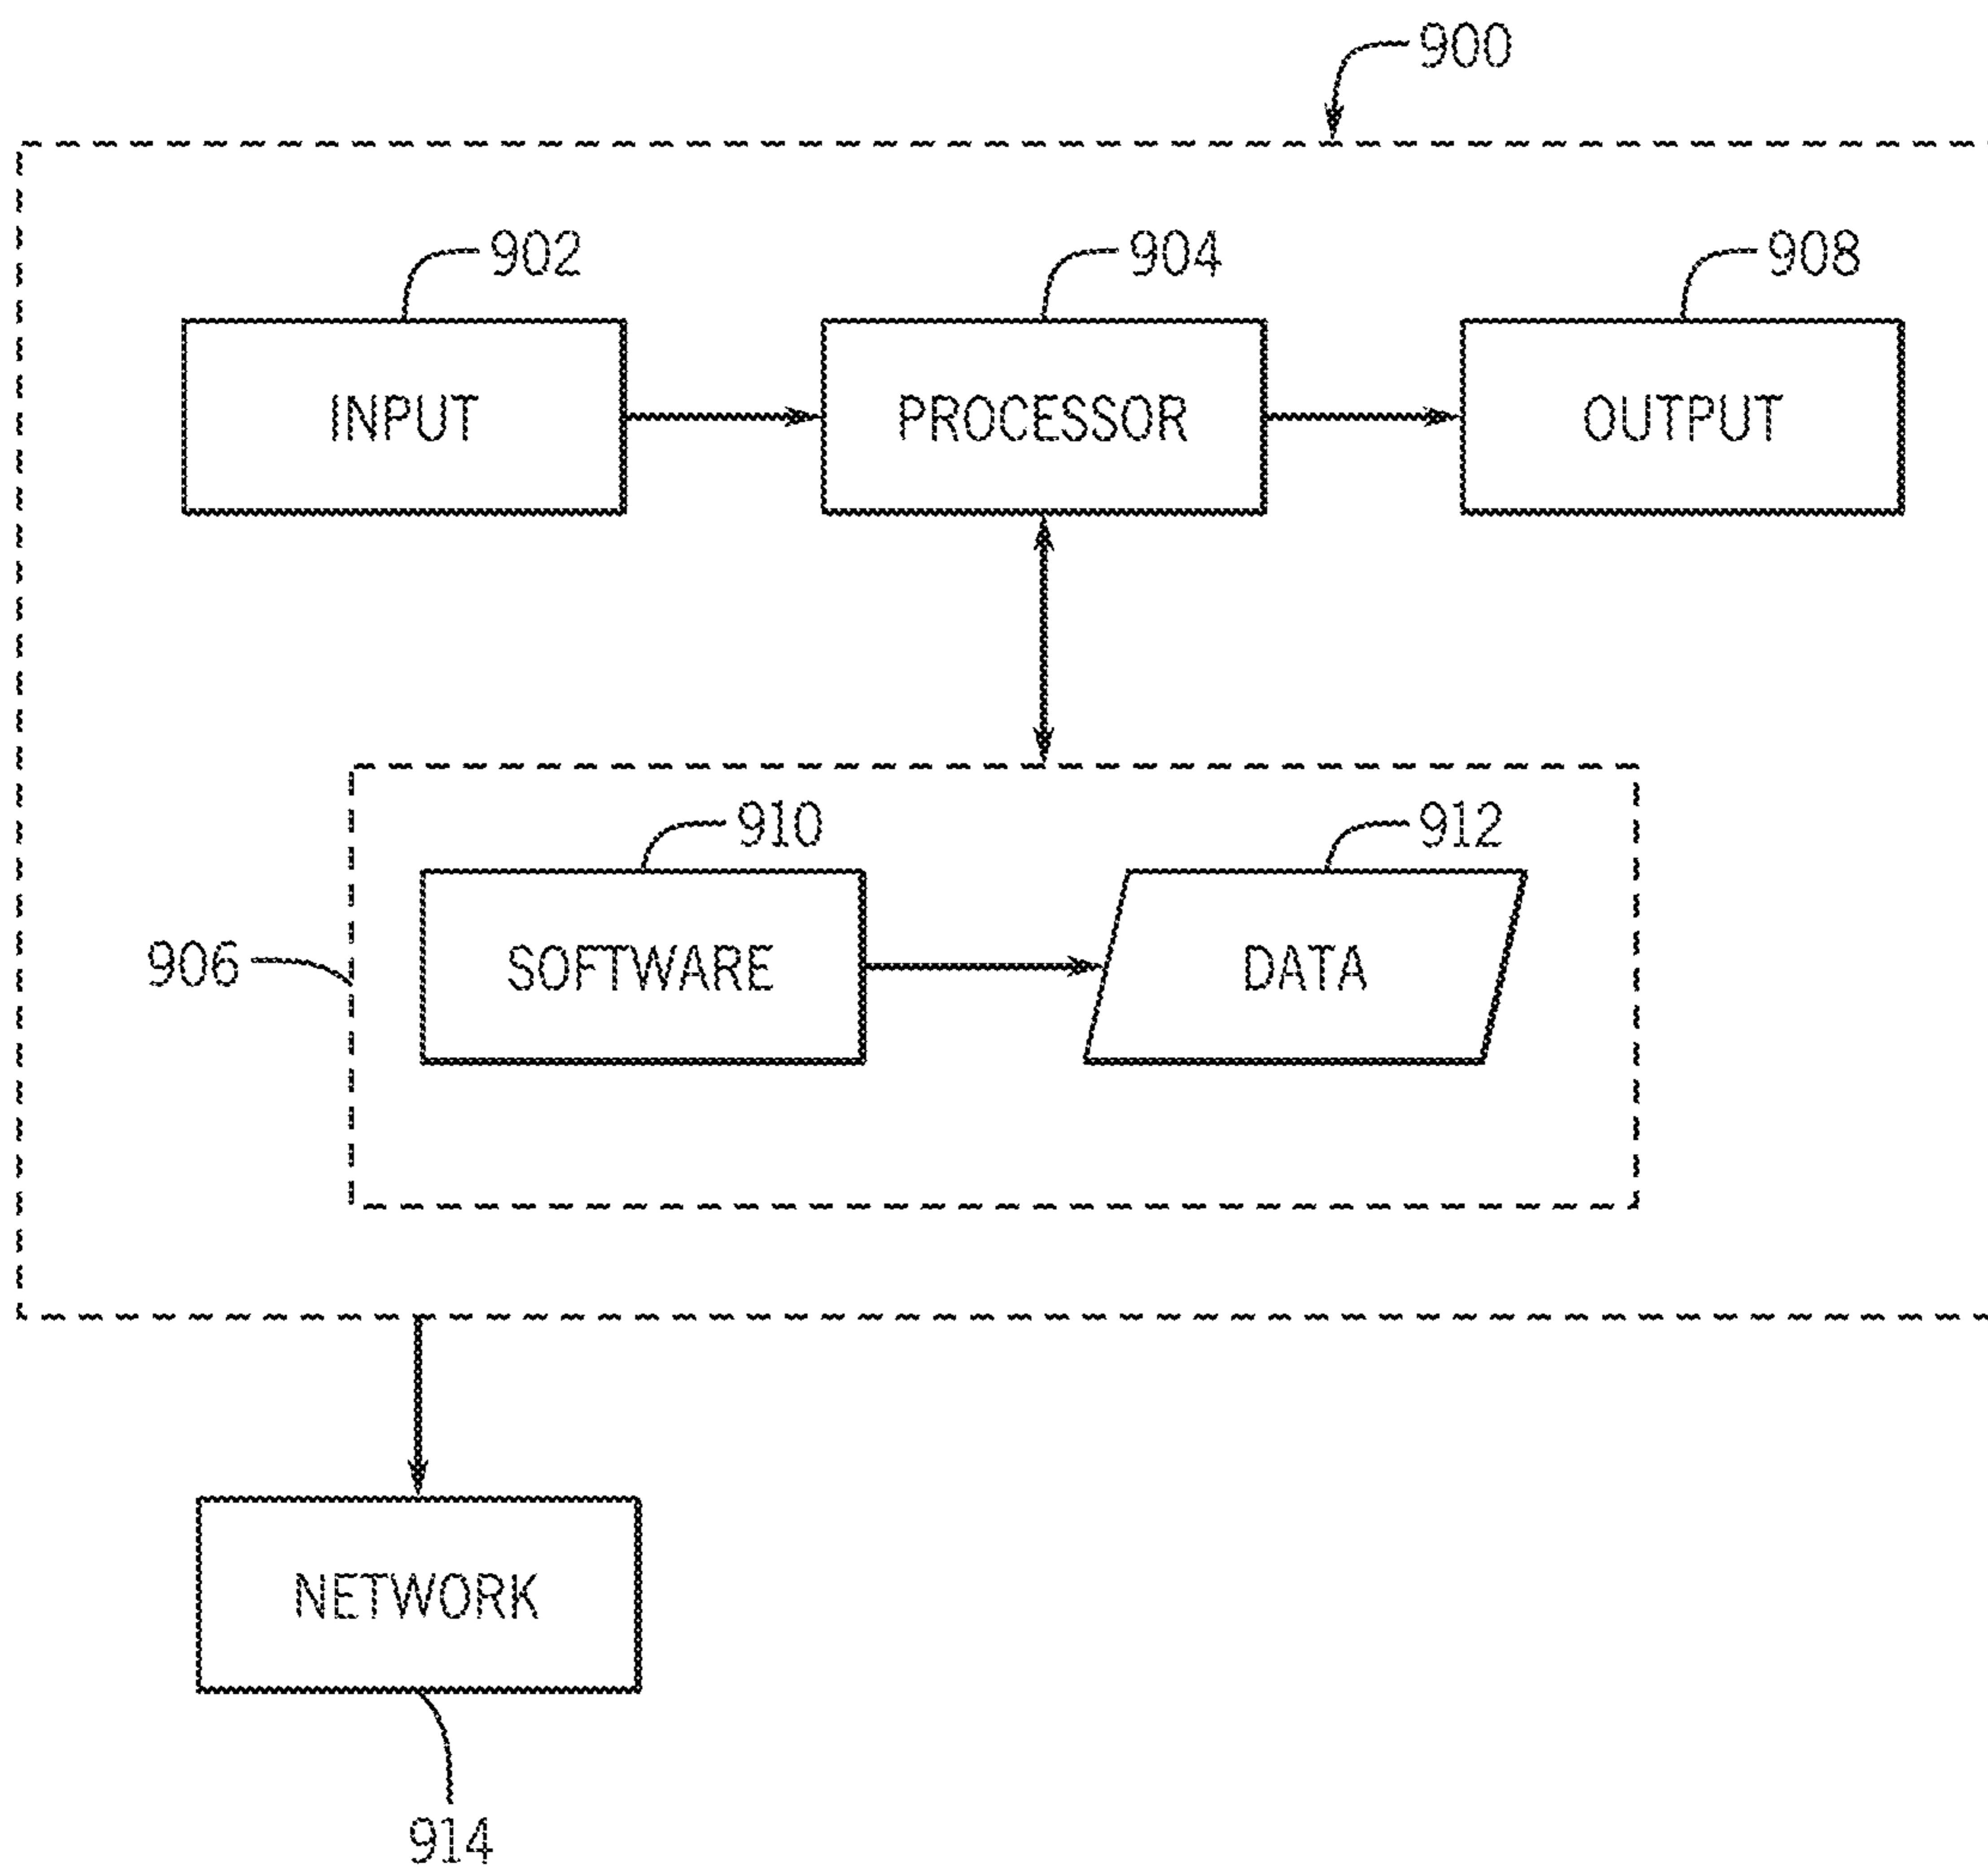 900
902
904
908
INPUT
PROCESSOR
OUTPUT
910
912
906
SOFTWARE
DATA
NETWORK
914